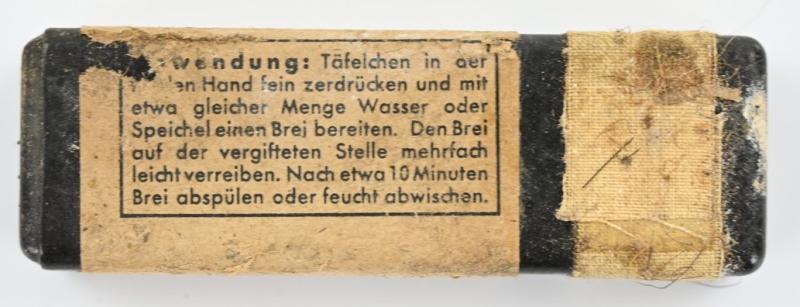 wendung: Täfelchen in der
Hand fein zerdrücken und mit
etwa gleicher Menge Wasser oder
Speichel einen Brei bereiten. Den Brei
auf der vergifteten Stelle mehrfach
leicht verreiben. Nach etwa 10 Minuten
Brei abspülen oder feucht abwischen.